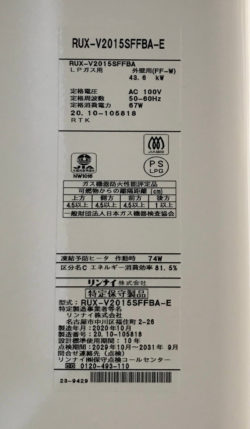 RUX-V2015SFFBA-E
RUX-V2015SFFBA
LPガス用 外壁用(FF-W)
43.6 kW
定格電圧 AC 100V
定格周波数 50-60Hz
定格消費電力 67W
20.10-105818
RTK
JIA
PS
LPG
ガス機器防火性能評定品
可燃物からの離隔距離(cm)
上方 側方 前方 後方
4.5以上 4.5以上 4.5以上 1以上
一般財団法人日本ガス機器検査協会
凍結予防ヒータ 作動時 74W
区分名C エネルギー消費効率 81.5%
リンナイ株式会社
特定保守製品
型式:RUX-V2015SFFBA-E
特定製造事業者等名
リンナイ株式会社
名古屋市中川区福住町2-26
製造年月:2020年10月
製造番号:20.10-105818
設計標準使用期間:10年
点検期間:2029年10月~2031年9月
問合せ連絡先(点検)
リンナイ㈱保守点検コールセンター
0120-493-110
23-9429